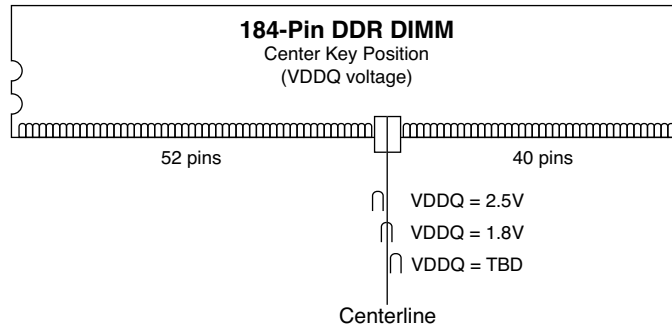 184-Pin DDR DIMM
Center Key Position
(VDDQ voltage)
52 pins
40 pins
VDDQ = 2.5V
VDDQ = 1.8V
VDDQ = TBD
Centerline